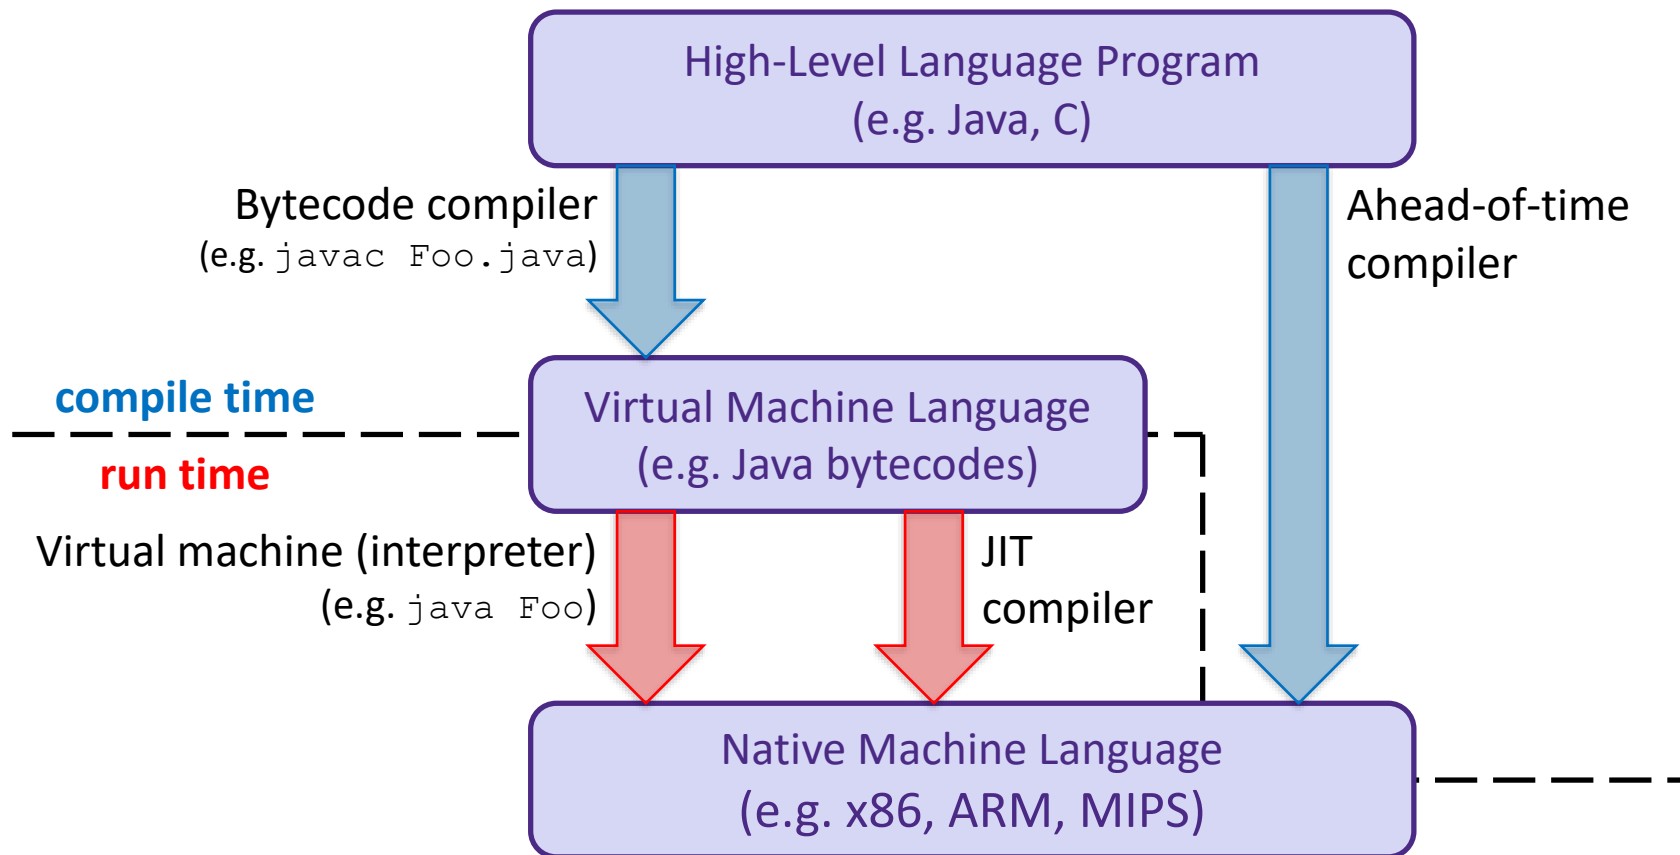 High-Level Language Program
(e.g. Java, C)
Bytecode compiler
(e.g. javac Foo.java)
Ahead-of-time
compiler
compile time
run time
Virtual Machine Language
(e.g. Java bytecodes)
Virtual machine (interpreter)
(e.g. java Foo)
JIT
compiler
Native Machine Language
(e.g. x86, ARM, MIPS)